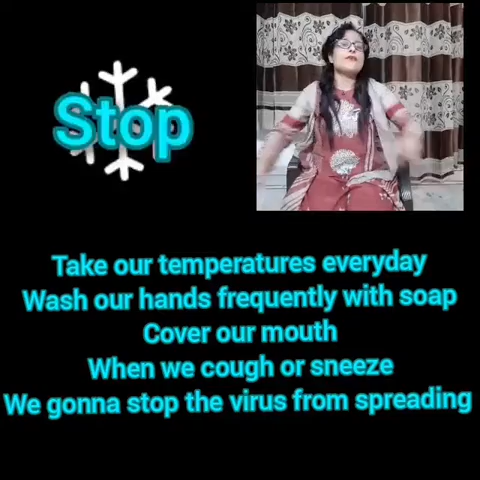 Stop
Take our temperatures everyday
Wash our hands frequently with soap
Cover our mouth
When we cough or sneeze
We gonna stop the virus from spreading